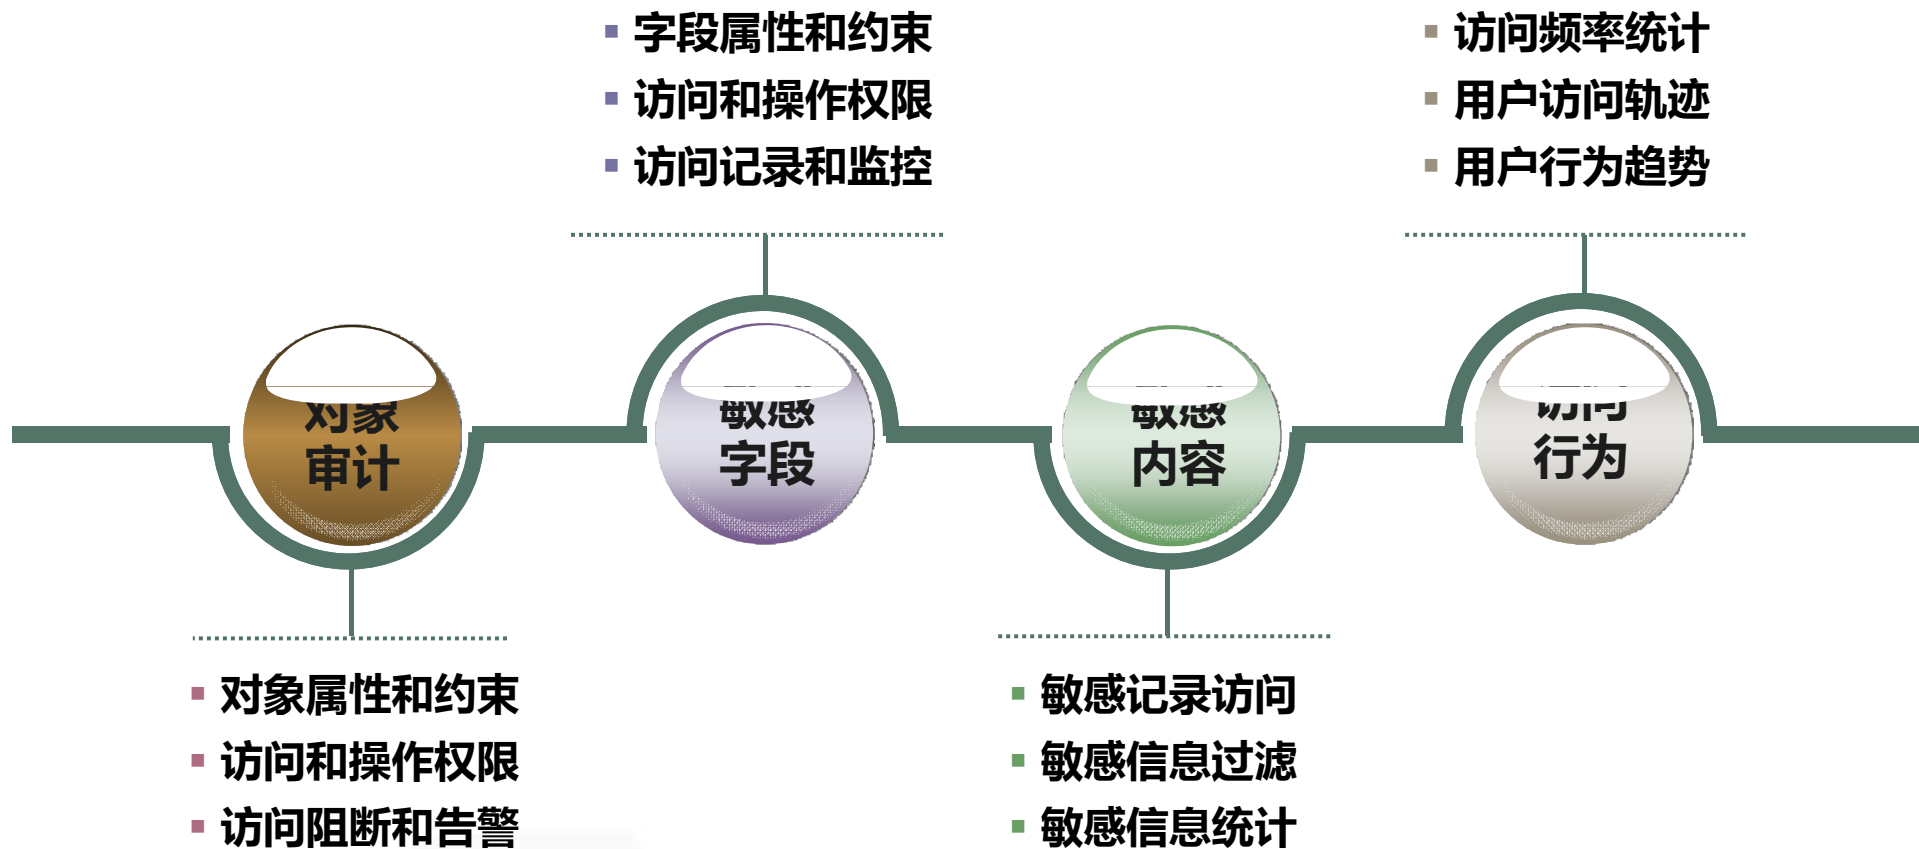 字段属性和约束
访问和操作权限
访问记录和监控
访问频率统计
用户访问轨迹
用户行为趋势
对象
审计
敏感
字段
敏感
内容
访问
行为
对象属性和约束
访问和操作权限
访问阻断和告警
敏感记录访问
敏感信息过滤
敏感信息统计